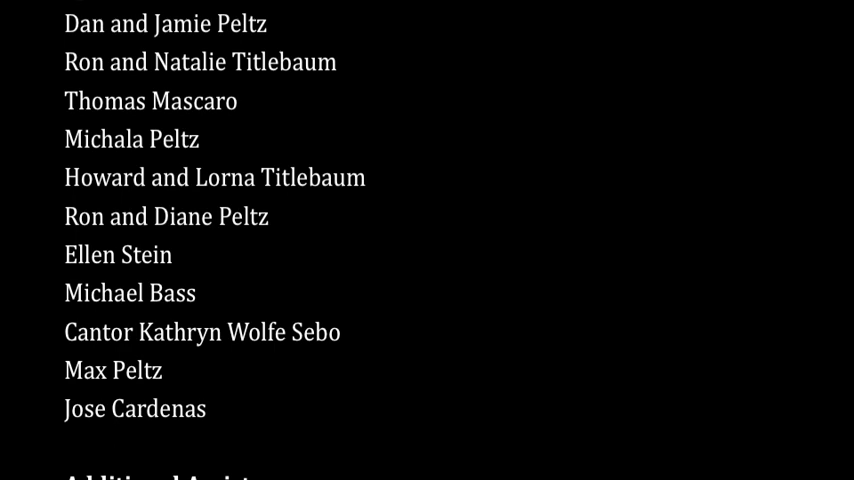 Dan and Jamie Peltz
Ron and Natalie Titlebaum
Thomas Mascaro
Michala Peltz
Howard and Lorna Titlebaum
Ron and Diane Peltz
Ellen Stein
Michael Bass
Cantor Kathryn Wolfe Sebo
Max Peltz
Jose Cardenas
Additional